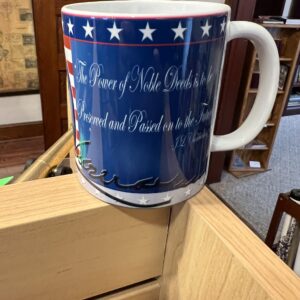 The Power of Noble Deeds is to be
Preserved and Passed on to the Future